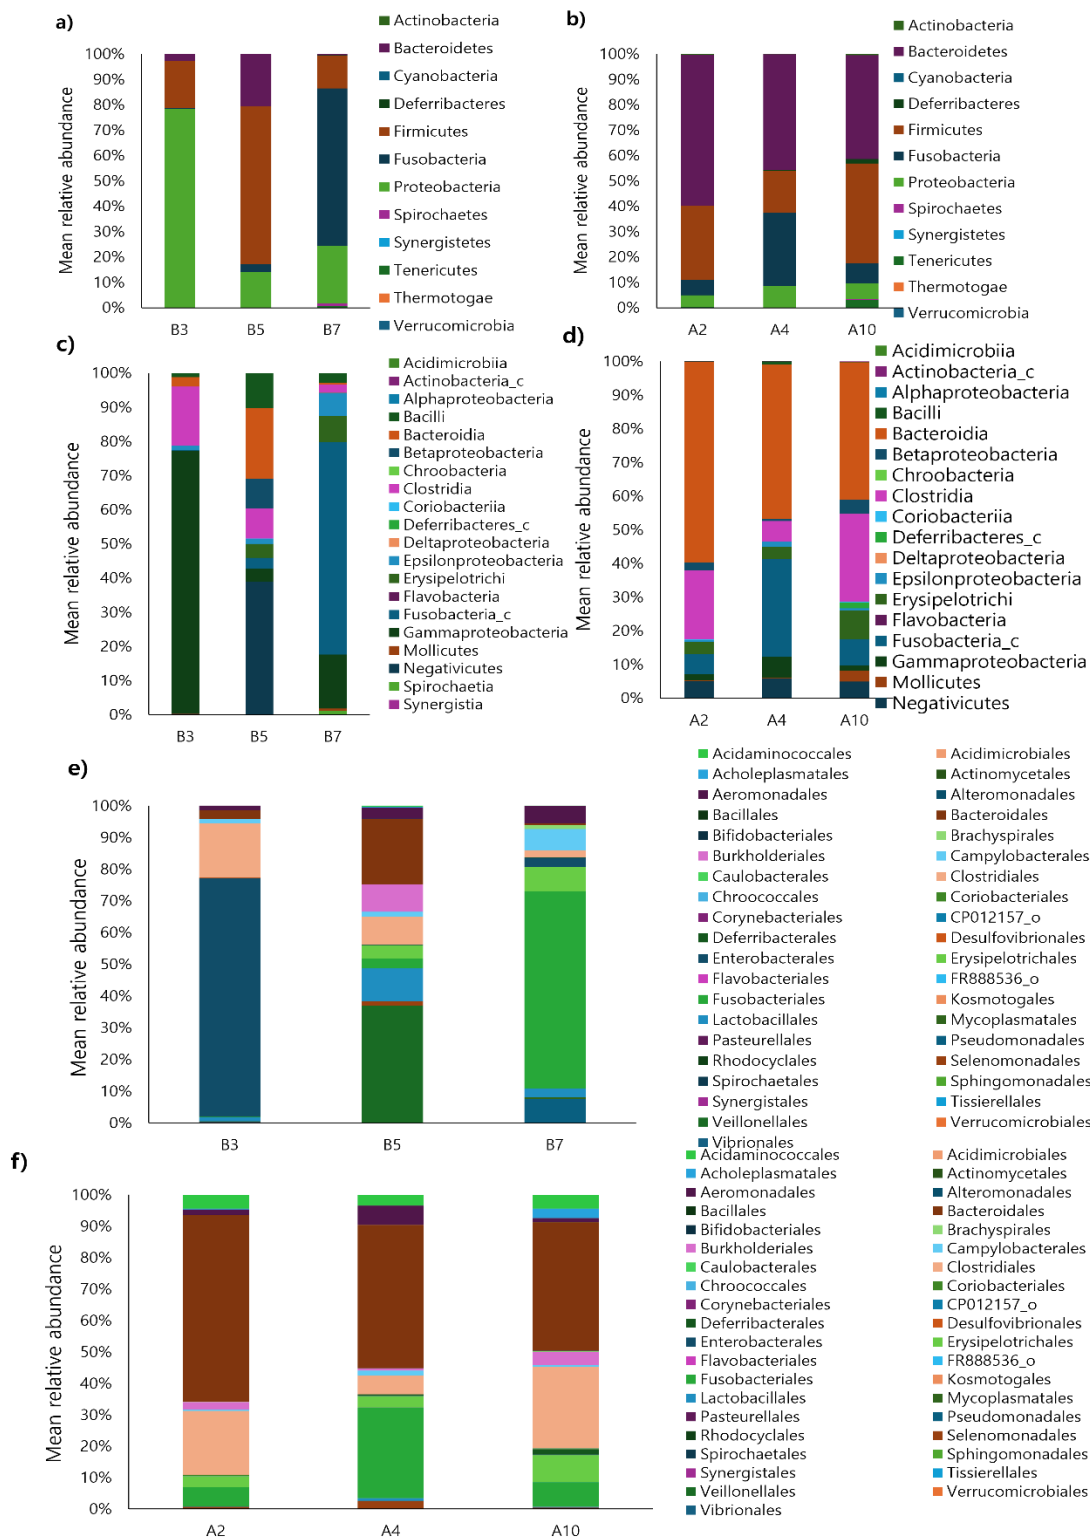 a)
Mean relative abundance
100%
90%
80%
70%
60%
50%
40%
30%
20%
10%
0%
B3 B5 B7
Actinobacteria
Bacteroidetes
Cyanobacteria
Deferribacteres
Firmicutes
Fusobacteria
Proteobacteria
Spirochaetes
Synergistetes
Tenericutes
Thermotogae
Verrucomicrobia
b)
Mean relative abundance
100%
90%
80%
70%
60%
50%
40%
30%
20%
10%
0%
A2 A4 A10
Actinobacteria
Bacteroidetes
Cyanobacteria
Deferribacteres
Firmicutes
Fusobacteria
Proteobacteria
Spirochaetes
Synergistetes
Tenericutes
Thermotogae
Verrucomicrobia
c)
Mean relative abundance
100%
90%
80%
70%
60%
50%
40%
30%
20%
10%
0%
B3 B5 B7
Acidimicrobiia
Actinobacteria_c
Alphaproteobacteria
Bacilli
Bacteroidia
Betaproteobacteria
Chroobacteria
Clostridia
Coriobacteriia
Deferribacteres_c
Deltaproteobacteria
Epsilonproteobacteria
Erysipelotrichi
Flavobacteria
Fusobacteria_c
Gammaproteobacteria
Mollicutes
Negativicutes
Spirochaetia
Synergistia
d)
Mean relative abundance
100%
90%
80%
70%
60%
50%
40%
30%
20%
10%
0%
A2 A4 A10
Acidimicrobiia
Actinobacteria_c
Alphaproteobacteria
Bacilli
Bacteroidia
Betaproteobacteria
Chroobacteria
Clostridia
Coriobacteriia
Deferribacteres_c
Deltaproteobacteria
Epsilonproteobacteria
Erysipelotrichi
Flavobacteria
Fusobacteria_c
Gammaproteobacteria
Mollicutes
Negativicutes
e)
Mean relative abundance
100%
90%
80%
70%
60%
50%
40%
30%
20%
10%
0%
B3 B5 B7
Acidaminococcales Acidimicrobiales
Acholeplasmatales Actinomycetales
Aeromonadales Alteromonadales
Bacillales Bacteroidales
Bifidobacteriales Brachyspirales
Burkholderiales Campylobacterales
Caulobacterales Clostridiales
Chroococcales Coriobacteriales
Corynebacteriales CP012157_o
Deferribacterales Desulfovibrionales
Enterobacterales Erysipelotrichales
Flavobacteriales FR888536_o
Fusobacteriales Kosmotogales
Lactobacillales Mycoplasmatales
Pasteurellales Pseudomonadales
Rhodocyclales Selenomonadales
Spirochaetales Sphingomonadales
Synergistales Tissierellales
Veillonellales Verrucomicrobiales
Vibrionales
f)
Mean relative abundance
100%
90%
80%
70%
60%
50%
40%
30%
20%
10%
0%
A2 A4 A10
Acidaminococcales Acidimicrobiales
Acholeplasmatales Actinomycetales
Aeromonadales Alteromonadales
Bacillales Bacteroidales
Bifidobacteriales Brachyspirales
Burkholderiales Campylobacterales
Caulobacterales Clostridiales
Chroococcales Coriobacteriales
Corynebacteriales CP012157_o
Deferribacterales Desulfovibrionales
Enterobacterales Erysipelotrichales
Flavobacteriales FR888536_o
Fusobacteriales Kosmotogales
Lactobacillales Mycoplasmatales
Pasteurellales Pseudomonadales
Rhodocyclales Selenomonadales
Spirochaetales Sphingomonadales
Synergistales Tissierellales
Veillonellales Verrucomicrobiales
Vibrionales